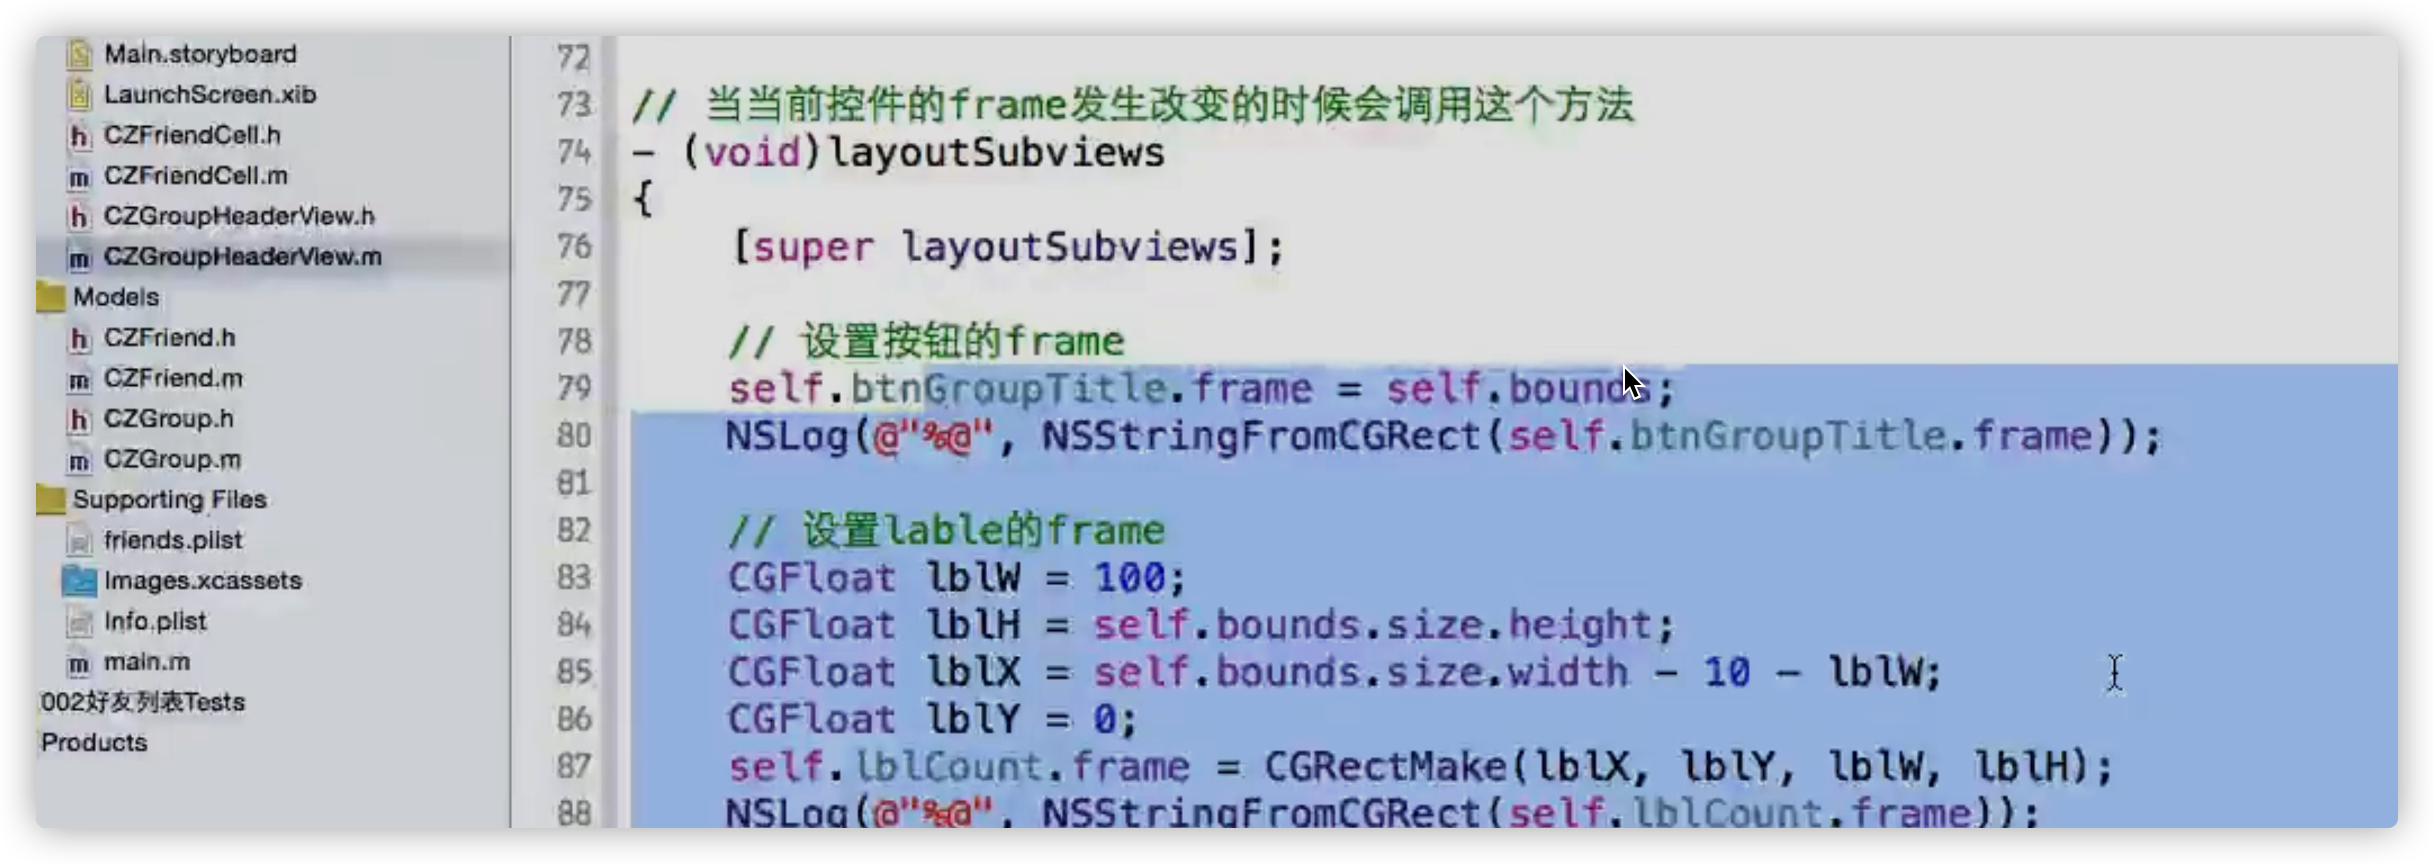 Main.storyboard
LaunchScreen.xib
h CZFriendCell.h
m CZFriendCell.m
h CZGroupHeaderView.h
m CZGroupHeaderView.m
Models
h CZFriend.h
m CZFriend.m
h CZGroup.h
m CZGroup.m
Supporting Files
friends.plist
Images.xcassets
Info.plist
m main.m
002好友列表Tests
Products
72
73 // 当当前控件的frame发生改变的时候会调用这个方法
74 - (void)layoutSubviews
75 {
76 [super layoutSubviews];
77
78 // 设置按钮的frame
79 self.btnGroupTitle.frame = self.bounds;
80 NSLog(@"%@", NSStringFromCGRect(self.btnGroupTitle.frame));
81
82 // 设置lable的frame
83 CGFloat lblW = 100;
84 CGFloat lblH = self.bounds.size.height;
85 CGFloat lblX = self.bounds.size.width - 10 - lblW;
86 CGFloat lblY = 0;
87 self.lblCount.frame = CGRectMake(lblX, lblY, lblW, lblH);
88 NSLog(@"%@", NSStringFromCGRect(self.lblCount.frame));